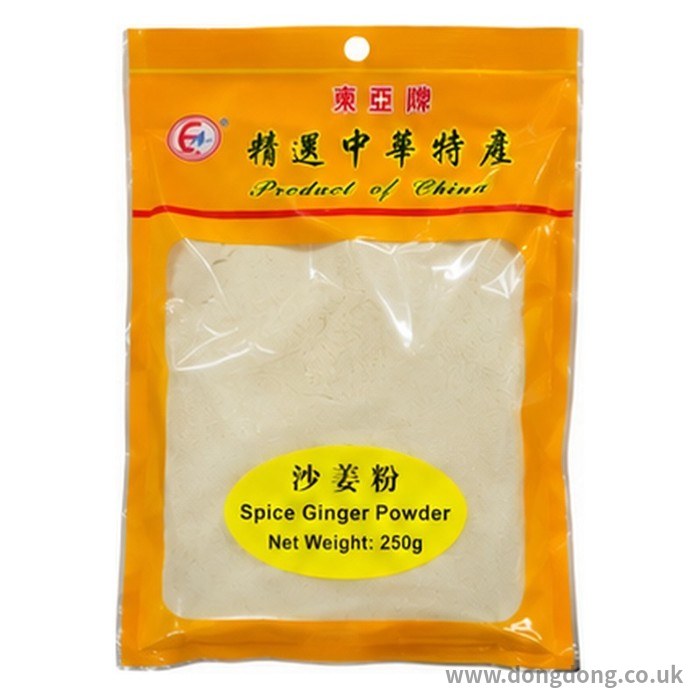 東亞牌
EA
®
精選中華特產
Product of China
沙姜粉
Spice Ginger Powder
Net Weight: 250g
www.dongdong.co.uk